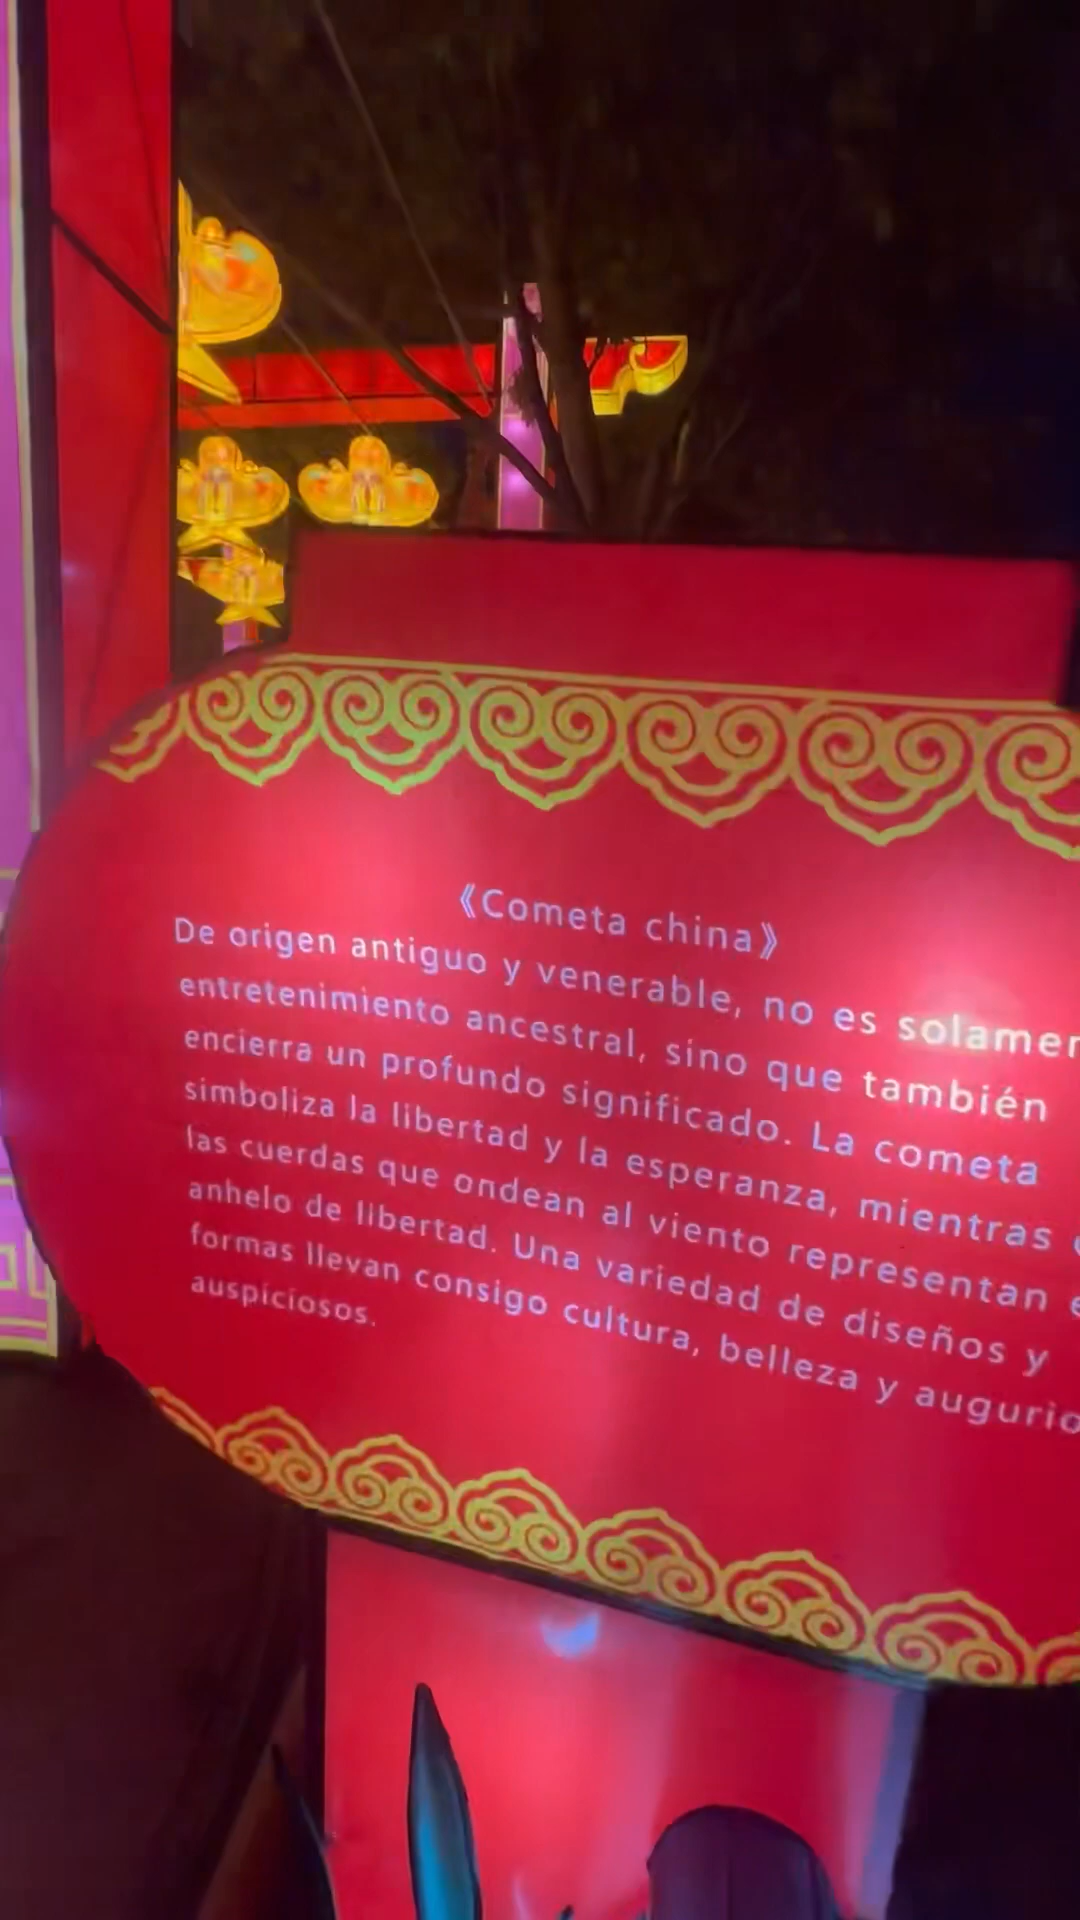 《Cometa china》
De origen antiguo y venerable, no es
entretenimiento ancestral, sino que también
encierra un profundo significado. La cometa
simboliza la libertad y la esperanza, mientras
las cuerdas que ondean al viento representan
anhelo de libertad. Una variedad de diseños y
formas llevan consigo cultura, belleza y
auspiciosos.